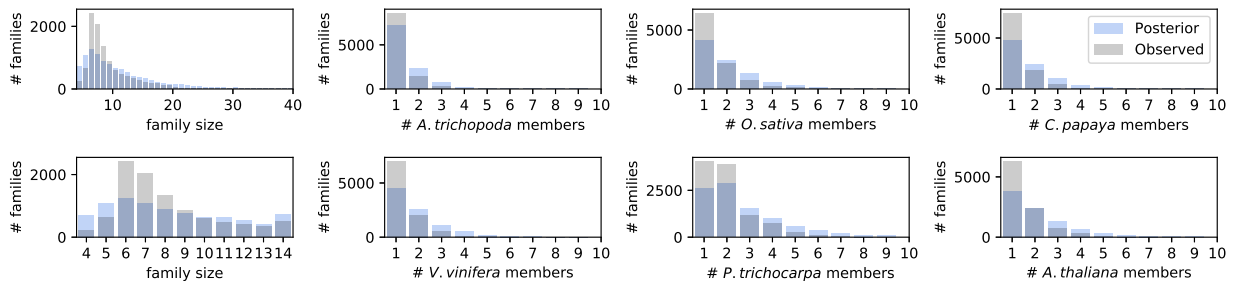 # families
2000
0
10 20 30 40
family size
# families
5000
0
1 2 3 4 5 6 7 8 9 10
# A. trichopoda members
# families
5000
0
1 2 3 4 5 6 7 8 9 10
# O. sativa members
# families
5000
0
1 2 3 4 5 6 7 8 9 10
# C. papaya members
Posterior
Observed
# families
2000
0
4 5 6 7 8 9 10 11 12 13 14
family size
# families
5000
0
1 2 3 4 5 6 7 8 9 10
# V. vinifera members
# families
2500
0
1 2 3 4 5 6 7 8 9 10
# P. trichocarpa members
# families
5000
0
1 2 3 4 5 6 7 8 9 10
# A. thaliana members